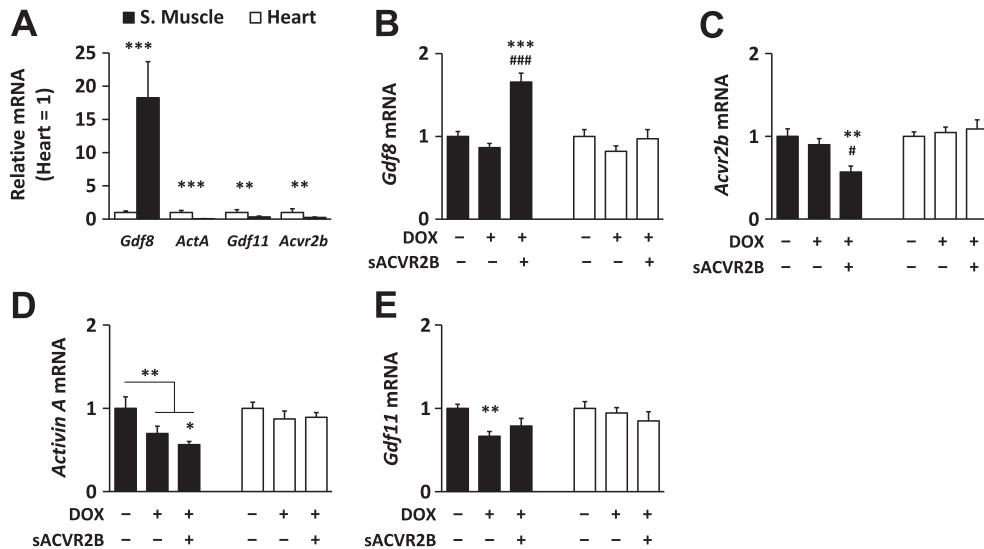 A
S. Muscle
Heart
Relative mRNA
(Heart = 1)
25
20
15
10
5
0
***
***
**
**
Gdf8
ActA
Gdf11
Acvr2b
B
Gdf8 mRNA
2
1
0
***
###
DOX
− + + − + +
sACVR2B
− − + − − +
C
Acvr2b mRNA
2
1
0
**
#
DOX
− + + − + +
sACVR2B
− − + − − +
D
Activin A mRNA
2
1
0
**
*
DOX
− + + − + +
sACVR2B
− − + − − +
E
Gdf11 mRNA
2
1
0
**
DOX
− + + − + +
sACVR2B
− − + − − +